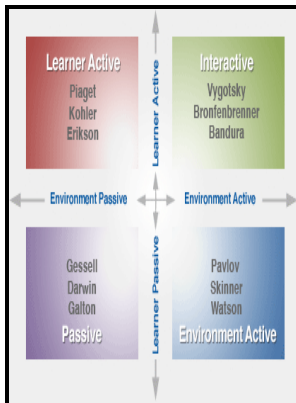 Learner Active
Piaget
Kohler
Erikson
Learner Active
Interactive
Vygotsky
Bronfenbrenner
Bandura
Environment Passive
Environment Active
Gessell
Darwin
Galton
Passive
Learner Passive
Pavlov
Skinner
Watson
Environment Active